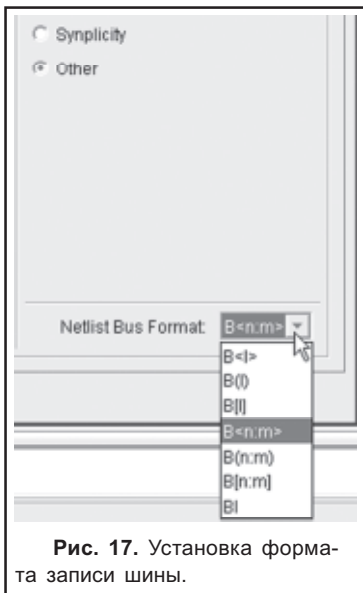 Synplicity
Other
Netlist Bus Format: B<n:m>
B<I>
B(I)
B[I]
B<n:m>
B(n:m)
B[n:m]
BI
Рис. 17. Установка форма-
та записи шины.